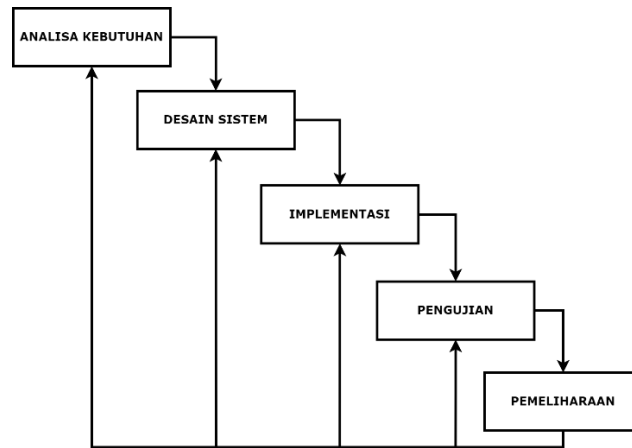 ANALISA KEBUTUHAN
DESAIN SISTEM
IMPLEMENTASI
PENGUJIAN
PEMELIHARAAN